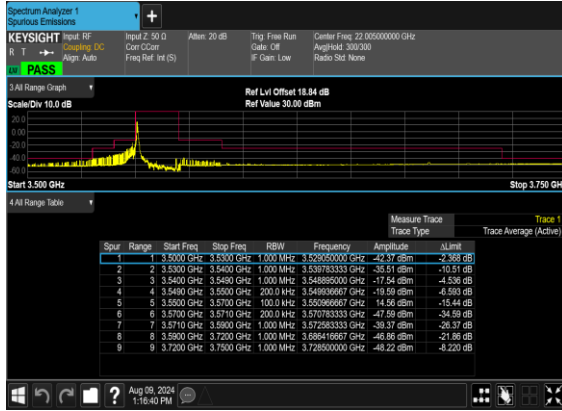 Spectrum Analyzer 1
Spurious Emissions
+
KEYSIGHT Input: RF Input Z: 50 Ω Atten: 20 dB Trig: Free Run Center Freq: 22.005000000 GHz
R T Coupling: DC Corr CCorr Gate: Off Avg|Hold: 300/300
Align: Auto Freq Ref: Int (S) IF Gain: Low Radio Std: None
PASS
3 All Range Graph Ref Lvl Offset 18.84 dB
Scale/Div 10.0 dB Ref Value 30.00 dBm
20.0
0.00
-20.0
-40.0
-60.0
Start 3.500 GHz Stop 3.750 GH
4 All Range Table
Measure Trace Trace 1
Trace Type Trace Average (Active)
Spur Range Start Freq Stop Freq RBW Frequency Amplitude ΔLimit
1 1 3.5000 GHz 3.5300 GHz 1.000 MHz 3.529050000 GHz -42.37 dBm -2.368 dB
2 2 3.5300 GHz 3.5400 GHz 1.000 MHz 3.539783333 GHz -35.51 dBm -10.51 dB
3 3 3.5400 GHz 3.5490 GHz 1.000 MHz 3.548895000 GHz -17.54 dBm -4.536 dB
4 4 3.5490 GHz 3.5500 GHz 200.0 kHz 3.549936667 GHz -19.59 dBm -6.593 dB
5 5 3.5500 GHz 3.5700 GHz 100.0 kHz 3.550966667 GHz 14.56 dBm -15.44 dB
6 6 3.5700 GHz 3.5710 GHz 200.0 kHz 3.570783333 GHz -47.59 dBm -34.59 dB
7 7 3.5710 GHz 3.5900 GHz 1.000 MHz 3.572583333 GHz -39.37 dBm -26.37 dB
8 8 3.5900 GHz 3.7200 GHz 1.000 MHz 3.686416667 GHz -46.86 dBm -21.86 dB
9 9 3.7200 GHz 3.7500 GHz 1.000 MHz 3.728500000 GHz -48.22 dBm -8.220 dB
? Aug 09, 2024
1:16:40 PM